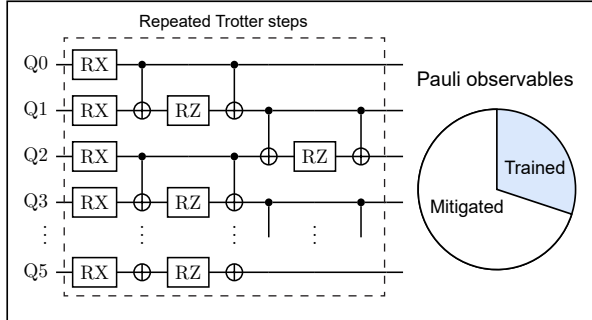 Repeated Trotter steps
Q0 RX
Q1 RX RZ
Q2 RX RZ
Q3 RX RZ
Q5 RX RZ
Pauli observables
Trained
Mitigated